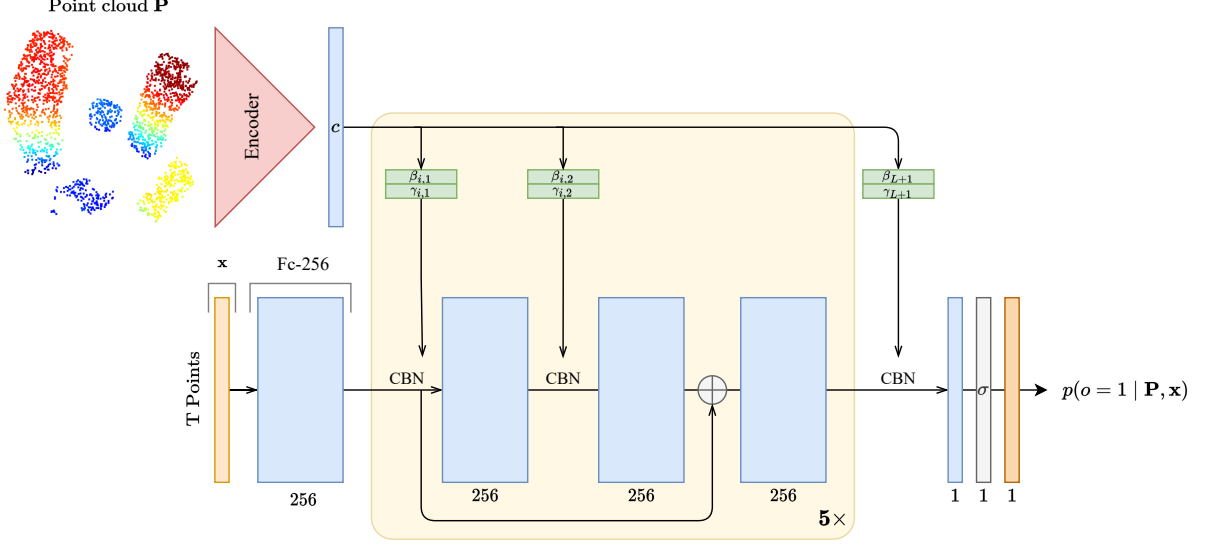 Point cloud P
Encoder
c
β_{i,1}
γ_{i,1}
β_{i,2}
γ_{i,2}
β_{L+1}
γ_{L+1}
x
Fc-256
T Points
CBN
CBN
CBN
σ
p(o = 1 | P, x)
256
256
256
256
1
1
1
5×